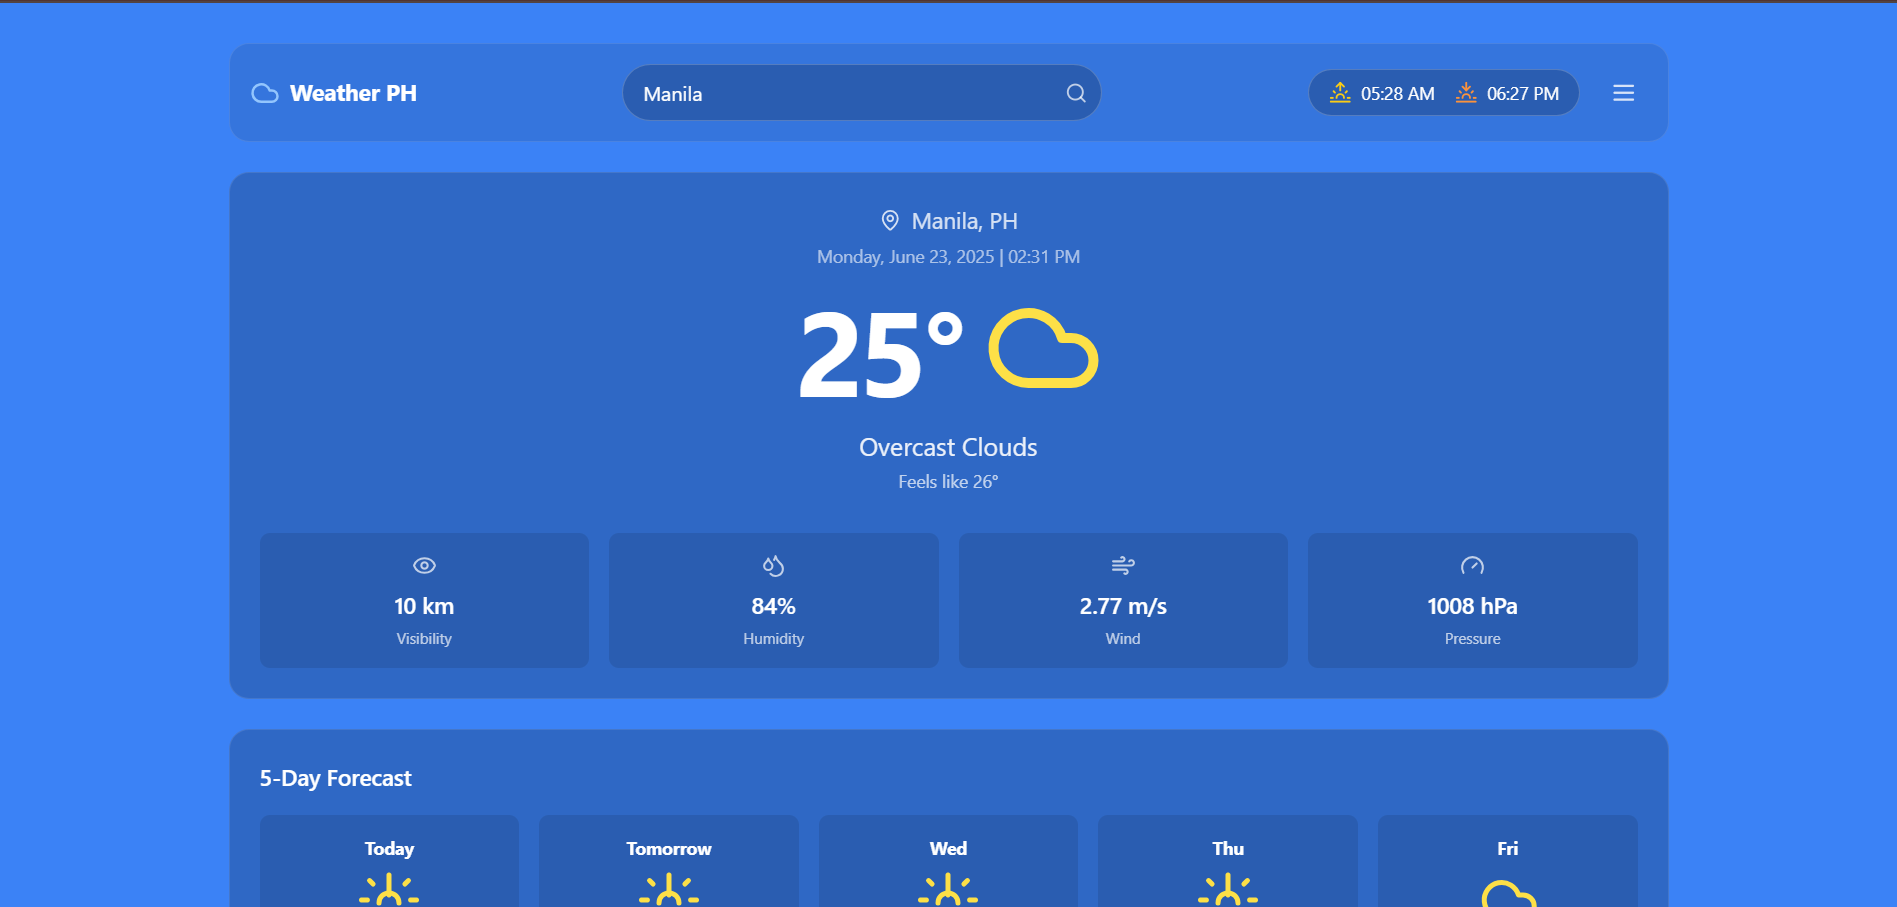 Weather PH
Manila
05:28 AM 06:27 PM
Manila, PH
Monday, June 23, 2025 | 02:31 PM
25°
Overcast Clouds
Feels like 26°
10 km
Visibility
84%
Humidity
2.77 m/s
Wind
1008 hPa
Pressure
5-Day Forecast
Today
Tomorrow
Wed
Thu
Fri